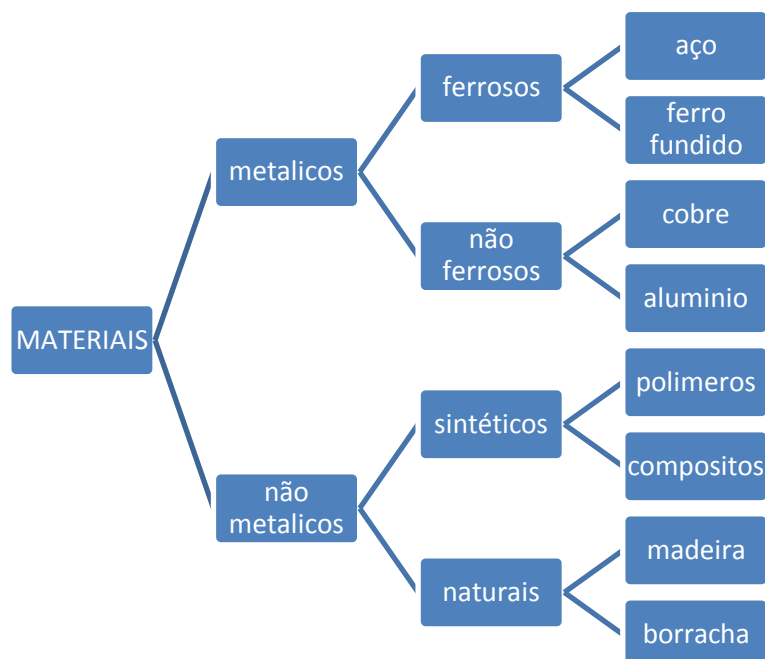 MATERIAIS
metalicos
ferrosos
aço
ferro
fundido
não
ferrosos
cobre
aluminio
não
metalicos
sintéticos
polimeros
compositos
naturais
madeira
borracha